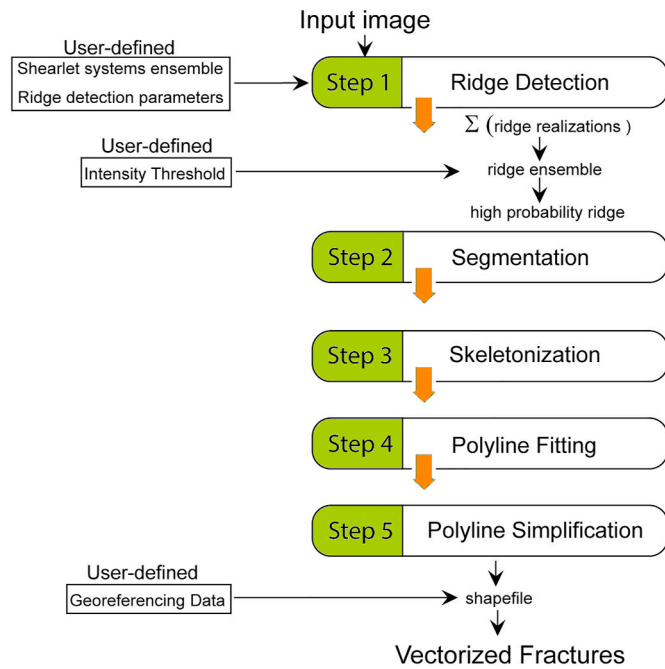 Input image
User-defined
Shearlet systems ensemble
Ridge detection parameters
Step 1
Ridge Detection
Σ (ridge realizations )
User-defined
Intensity Threshold
ridge ensemble
high probability ridge
Step 2
Segmentation
Step 3
Skeletonization
Step 4
Polyline Fitting
Step 5
Polyline Simplification
User-defined
Georeferencing Data
shapefile
Vectorized Fractures